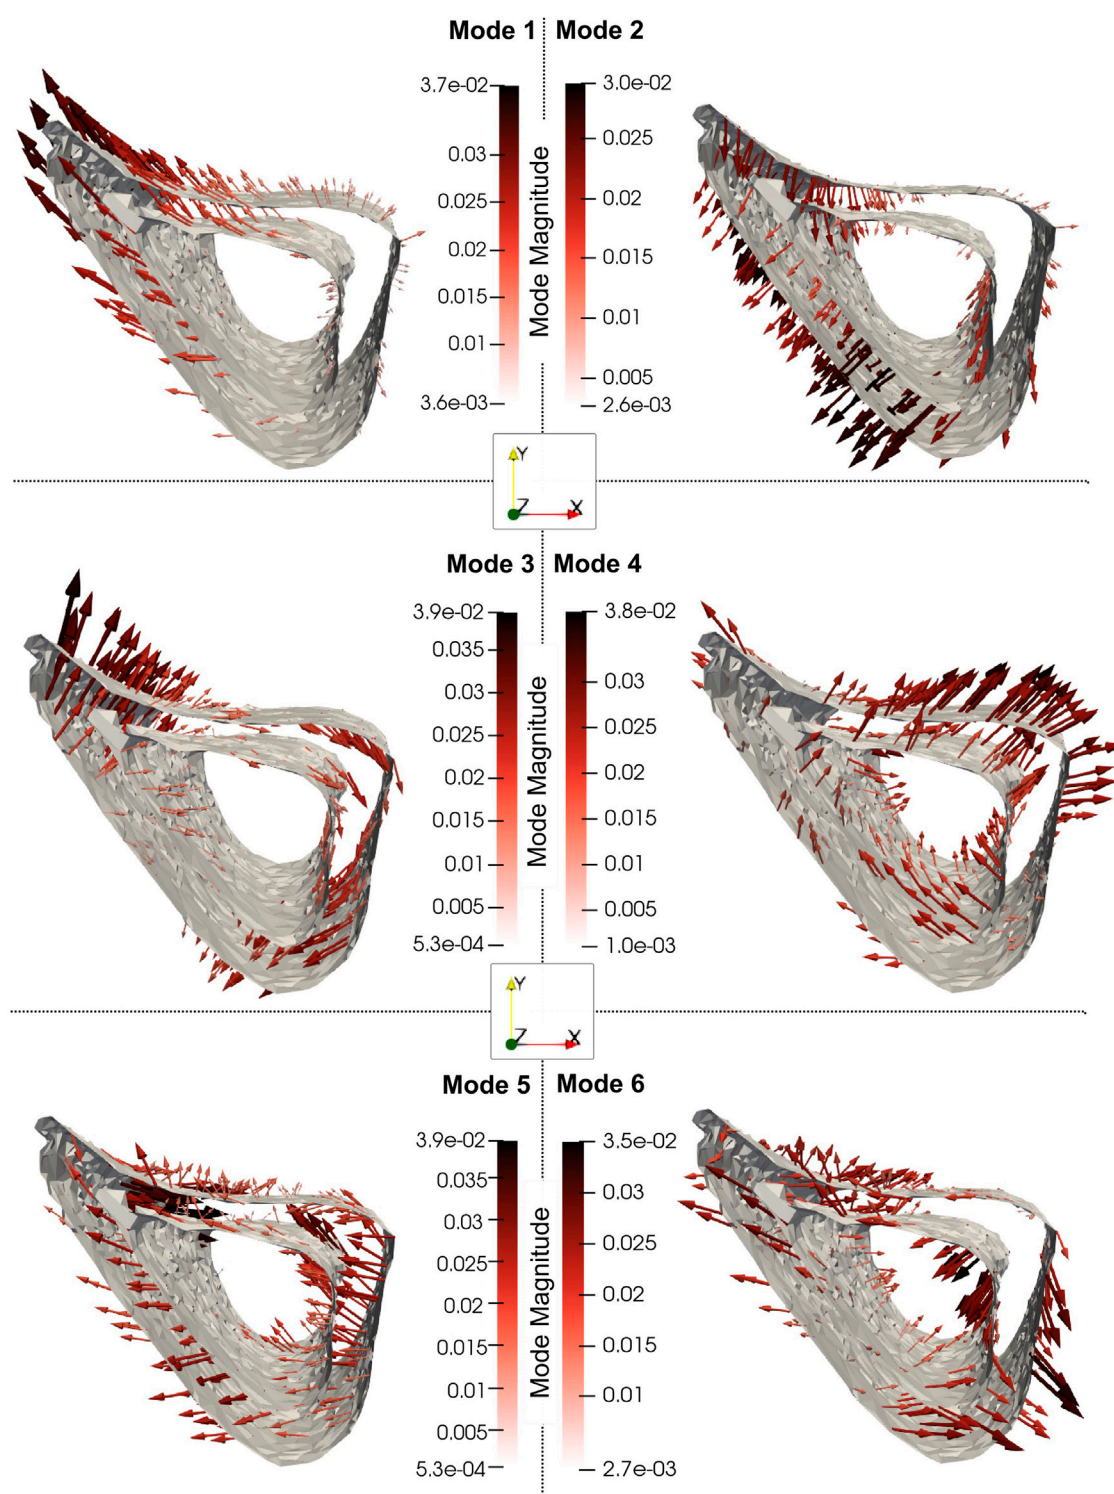 Mode 1
Mode 2
3.7e-02
0.03
0.025
0.02
0.015
0.01
3.6e-03
Mode Magnitude
3.0e-02
0.025
0.02
0.015
0.01
0.005
2.6e-03
Y
Z
X
Mode 3
Mode 4
3.9e-02
0.035
0.03
0.025
0.02
0.015
0.01
0.005
5.3e-04
Mode Magnitude
3.8e-02
0.03
0.025
0.02
0.015
0.01
0.005
1.0e-03
Y
Z
X
Mode 5
Mode 6
3.9e-02
0.035
0.03
0.025
0.02
0.015
0.01
0.005
5.3e-04
Mode Magnitude
3.5e-02
0.03
0.025
0.02
0.015
0.01
2.7e-03